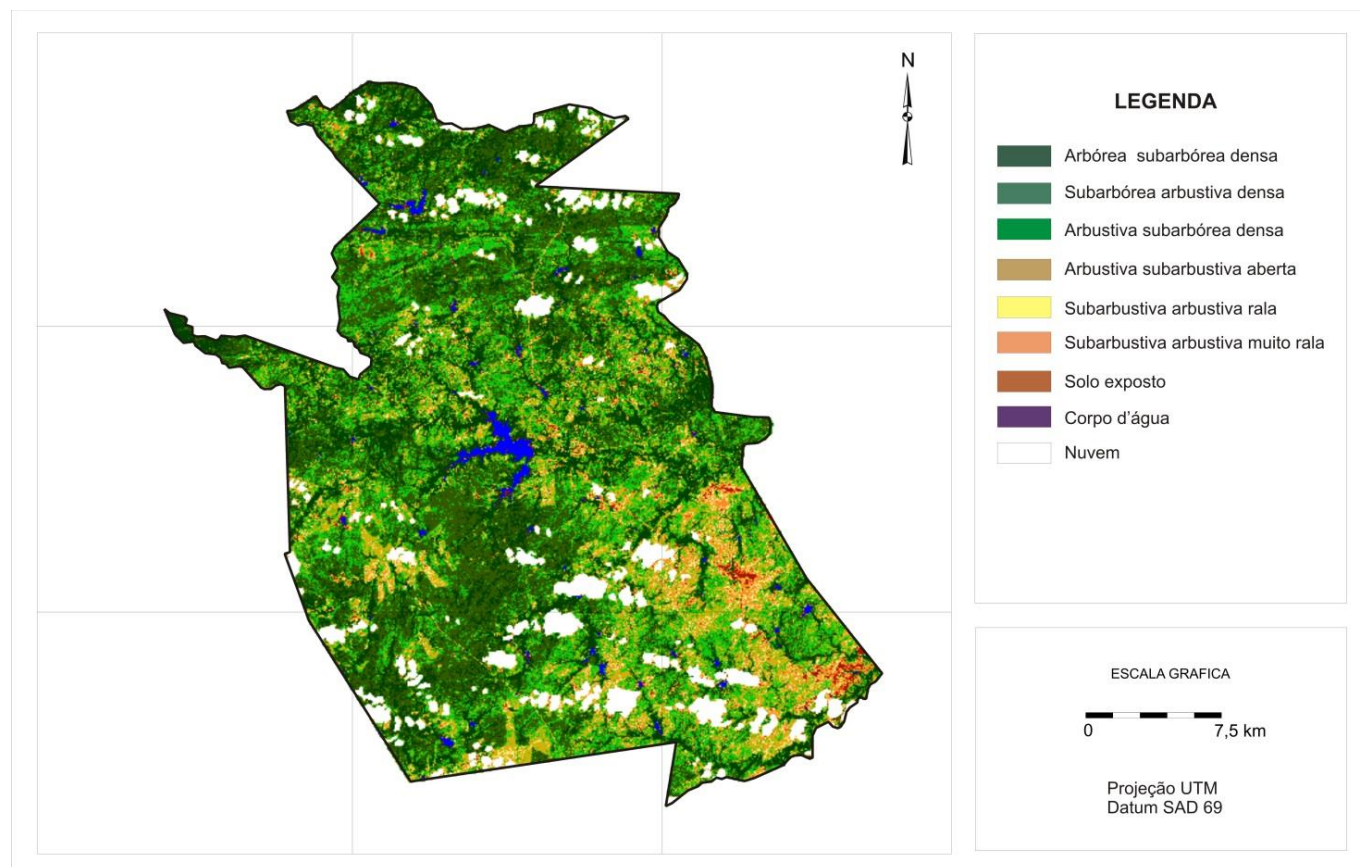 N
LEGENDA
Arbórea subarbórea densa
Subarbórea arbustiva densa
Arbustiva subarbórea densa
Arbustiva subarbustiva aberta
Subarbustiva arbustiva rala
Subarbustiva arbustiva muito rala
Solo exposto
Corpo d'água
Nuvem
ESCALA GRAFICA
0 7,5 km
Projeção UTM
Datum SAD 69